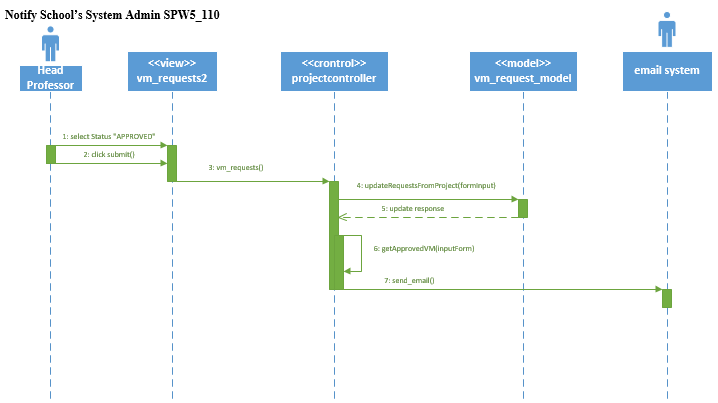 Notify School's System Admin SPW5_110
Head
Professor
<<view>>
vm_requests2
<<crontrol>>
projectcontroller
<<model>>
vm_request_model
email system
1: select Status "APPROVED"
2: click submit()
3: vm_requests()
4: updateRequestsFromProject(formInput)
5: update response
6: getApprovedVM(inputForm)
7: send_email()